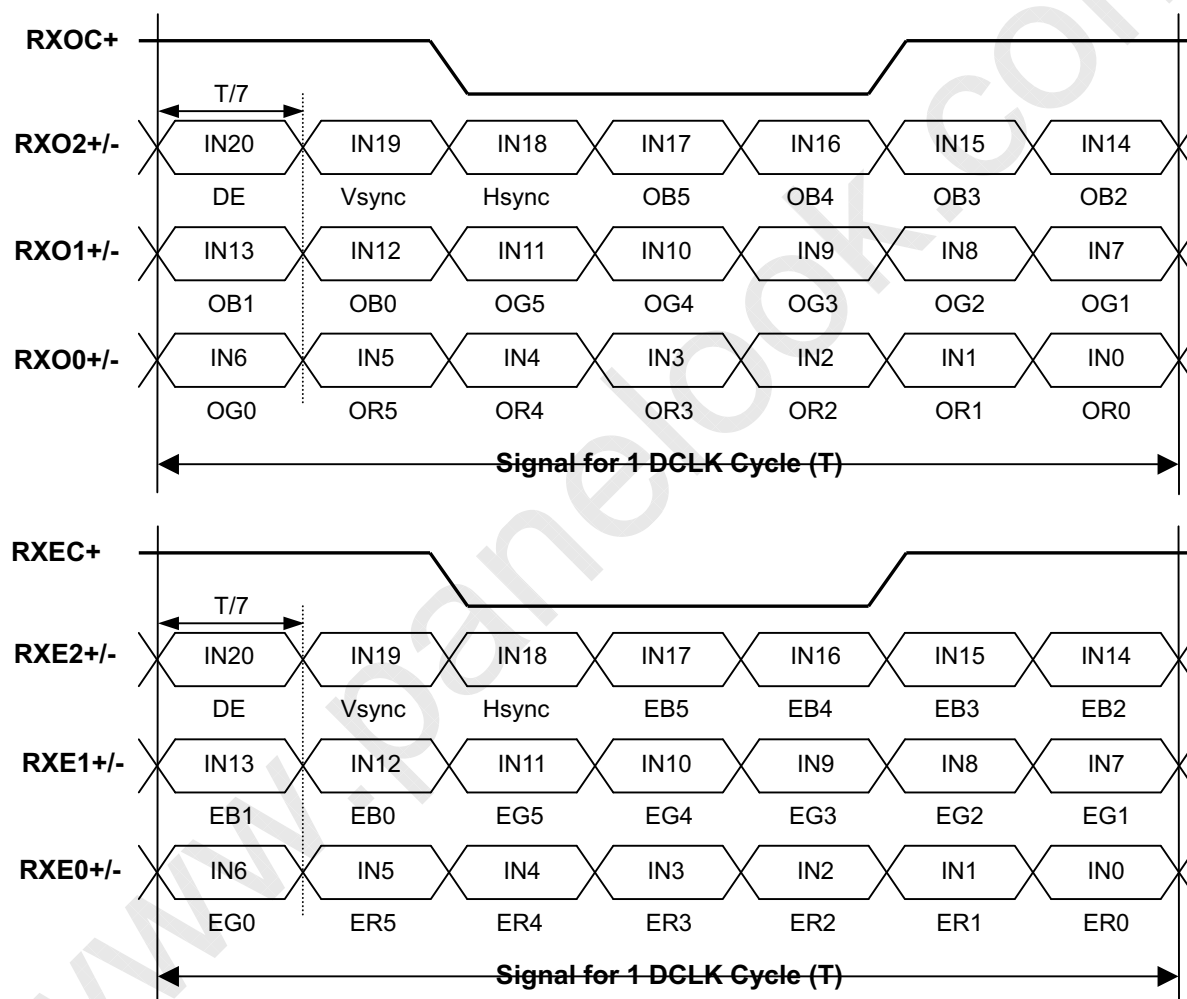 RXOC+
T/7
RXO2+/- IN20 IN19 IN18 IN17 IN16 IN15 IN14
DE Vsync Hsync OB5 OB4 OB3 OB2
RXO1+/- IN13 IN12 IN11 IN10 IN9 IN8 IN7
OB1 OB0 OG5 OG4 OG3 OG2 OG1
RXO0+/- IN6 IN5 IN4 IN3 IN2 IN1 IN0
OG0 OR5 OR4 OR3 OR2 OR1 OR0
Signal for 1 DCLK Cycle (T)
RXEC+
T/7
RXE2+/- IN20 IN19 IN18 IN17 IN16 IN15 IN14
DE Vsync Hsync EB5 EB4 EB3 EB2
RXE1+/- IN13 IN12 IN11 IN10 IN9 IN8 IN7
EB1 EB0 EG5 EG4 EG3 EG2 EG1
RXE0+/- IN6 IN5 IN4 IN3 IN2 IN1 IN0
EG0 ER5 ER4 ER3 ER2 ER1 ER0
Signal for 1 DCLK Cycle (T)
www.panelook.com